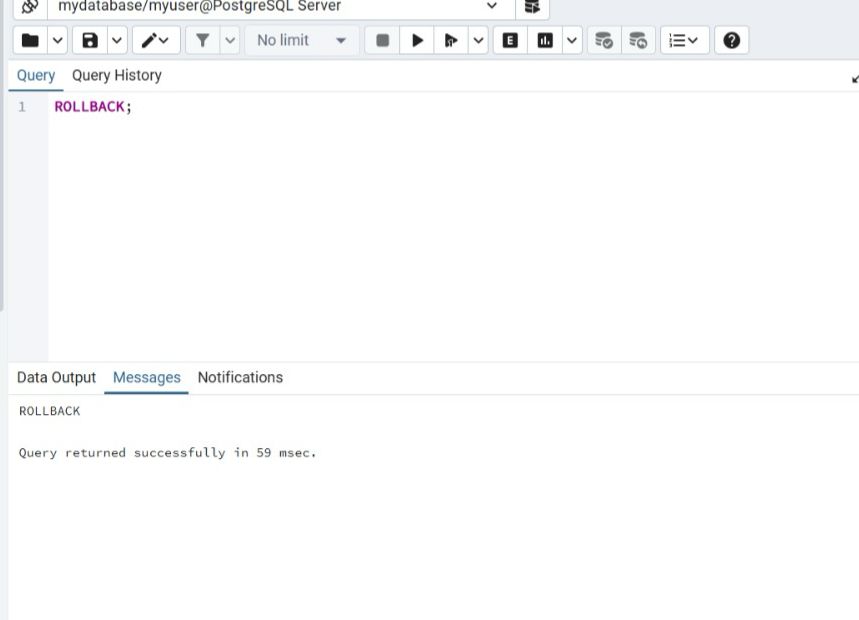 mydatabase/myuser@PostgreSQL Server
No limit
E
Query Query History
1 ROLLBACK;
Data Output Messages Notifications
ROLLBACK
Query returned successfully in 59 msec.